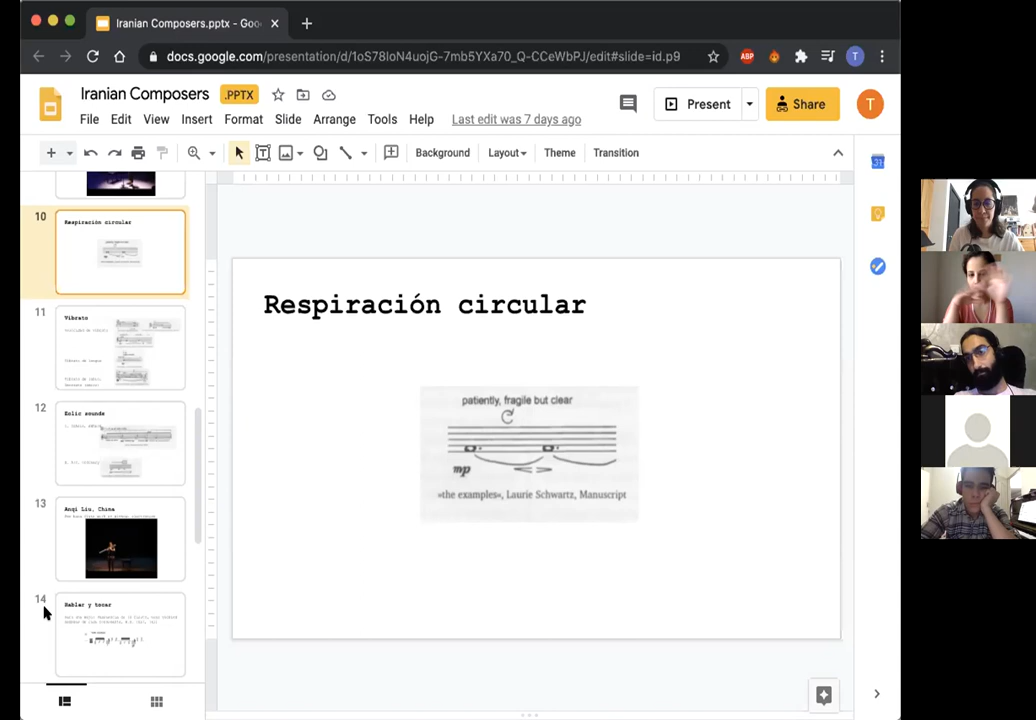 Iranian Composers.pptx - Goo
docs.google.com/presentation/d/1oS78IoN4uojG-7mb5YXa70_Q-CCeWbPJ/edit#slide=id.p9
ABP
T
Iranian Composers
.PPTX
File Edit View Insert Format Slide Arrange Tools Help
Last edit was 7 days ago
Present
Share
T
Background
Layout
Theme
Transition
31
10
Respiración circular
11
Vibrato
12
Eolic sounds
13
Anqi Liu, China
14
Hablar y tocar
Respiración circular
patiently, fragile but clear
mp
»the examples«, Laurie Schwartz, Manuscript